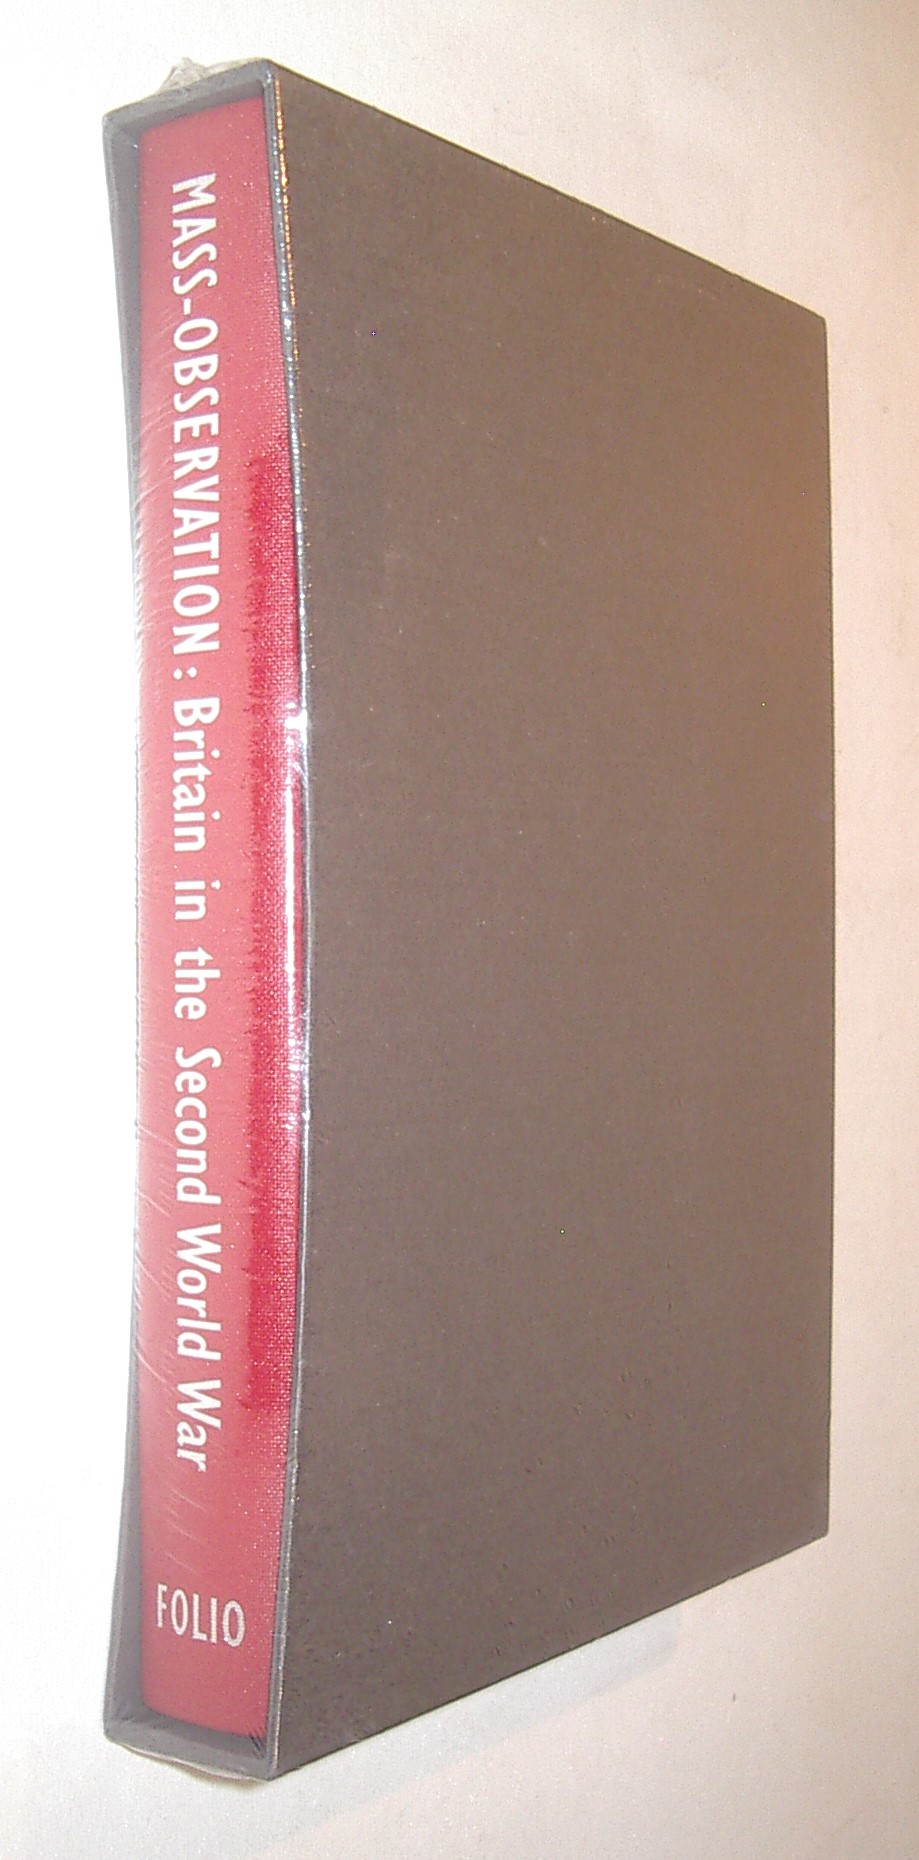 MASS-OBSERVATION: Britain in the Second World War
FOLIO